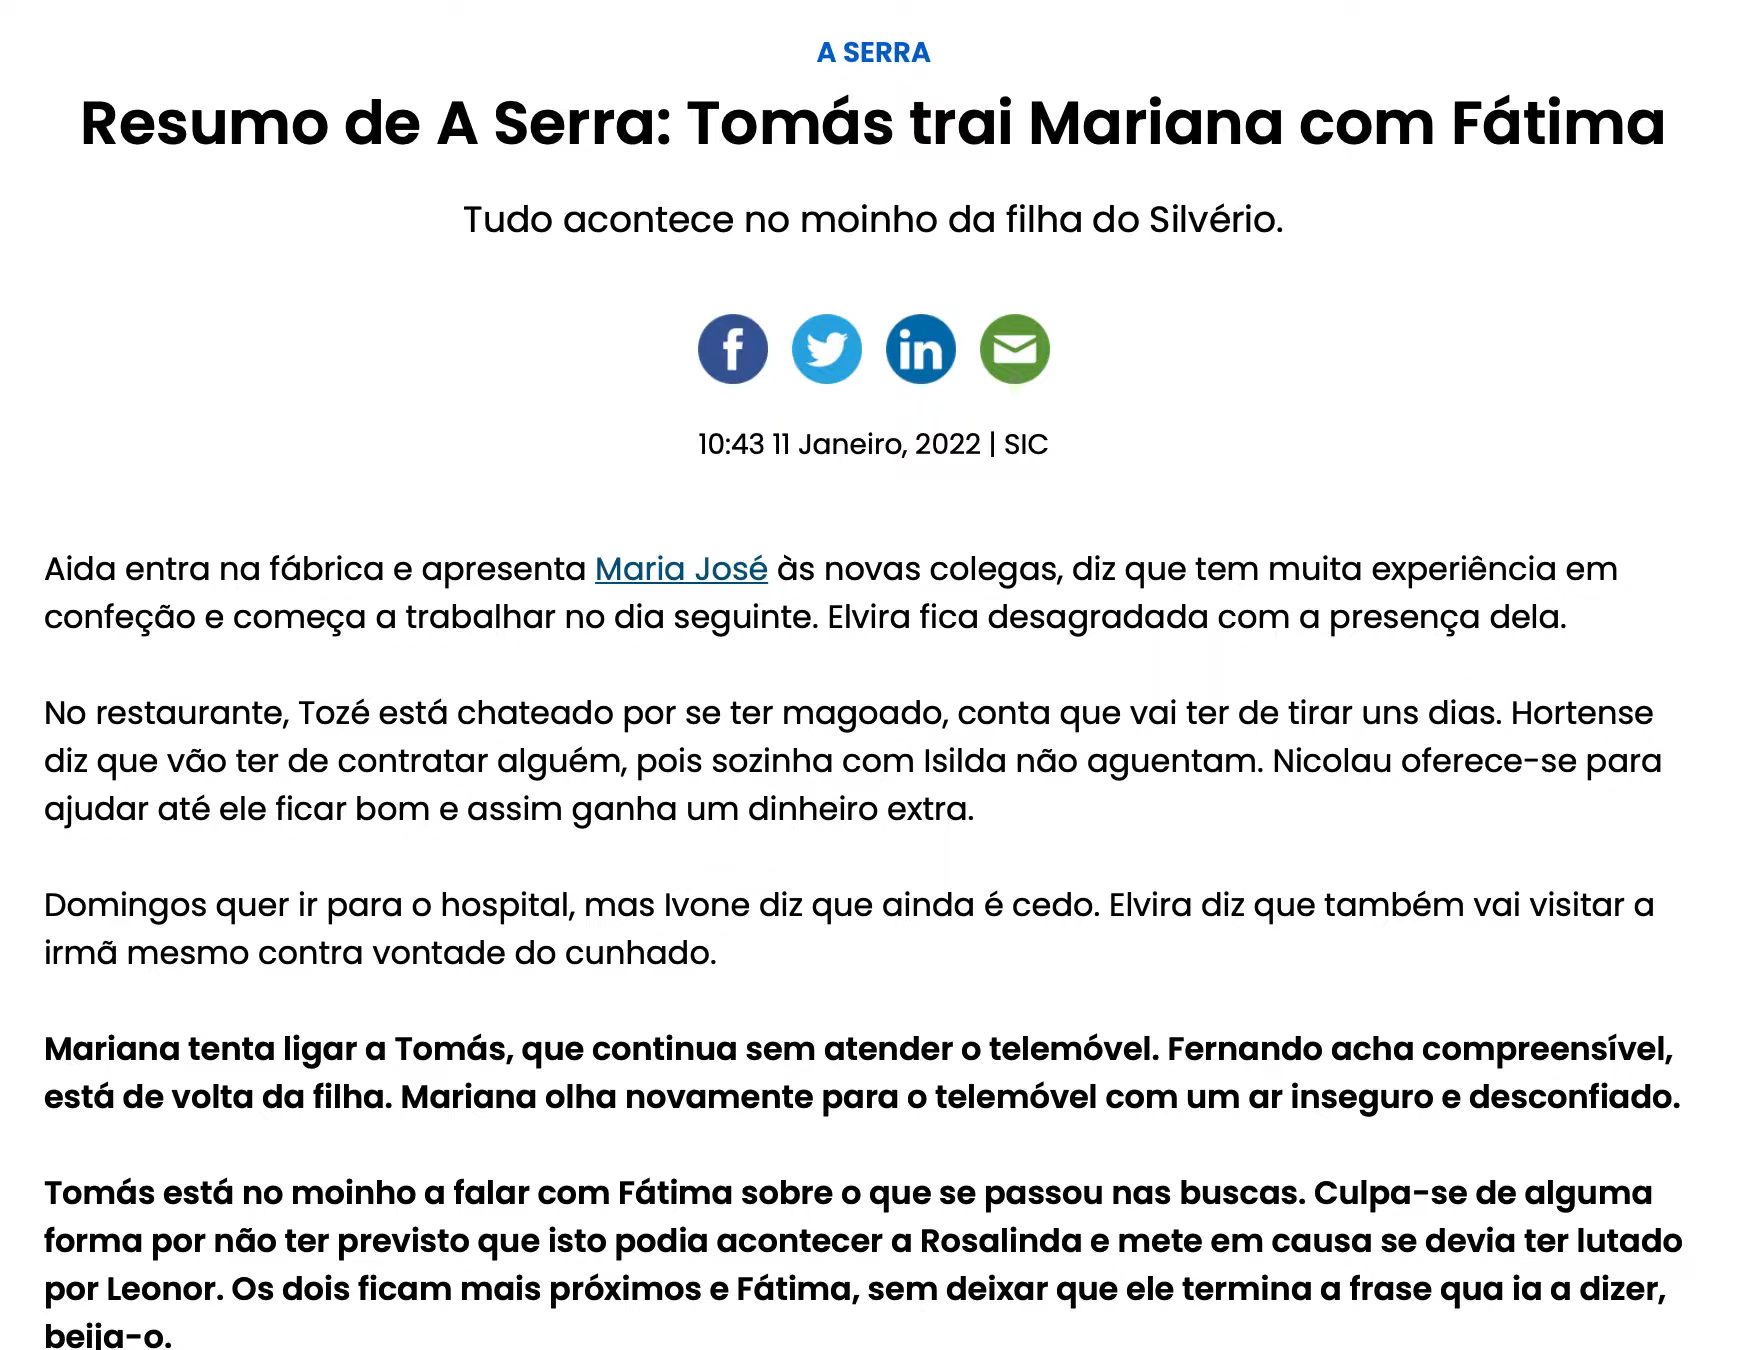 A SERRA
Resumo de A Serra: Tomás trai Mariana com Fátima
Tudo acontece no moinho da filha do Silvério.
f in
10:43 11 Janeiro, 2022 | SIC
Aida entra na fábrica e apresenta Maria José às novas colegas, diz que tem muita experiência em
confeção e começa a trabalhar no dia seguinte. Elvira fica desagradada com a presença dela.
No restaurante, Tozé está chateado por se ter magoado, conta que vai ter de tirar uns dias. Hortense
diz que vão ter de contratar alguém, pois sozinha com Isilda não aguentam. Nicolau oferece-se para
ajudar até ele ficar bom e assim ganha um dinheiro extra.
Domingos quer ir para o hospital, mas Ivone diz que ainda é cedo. Elvira diz que também vai visitar a
irmã mesmo contra vontade do cunhado.
Mariana tenta ligar a Tomás, que continua sem atender o telemóvel. Fernando acha compreensível,
está de volta da filha. Mariana olha novamente para o telemóvel com um ar inseguro e desconfiado.
Tomás está no moinho a falar com Fátima sobre o que se passou nas buscas. Culpa-se de alguma
forma por não ter previsto que isto podia acontecer a Rosalinda e mete em causa se devia ter lutado
por Leonor. Os dois ficam mais próximos e Fátima, sem deixar que ele termina a frase qua ia a dizer,
beija-o.